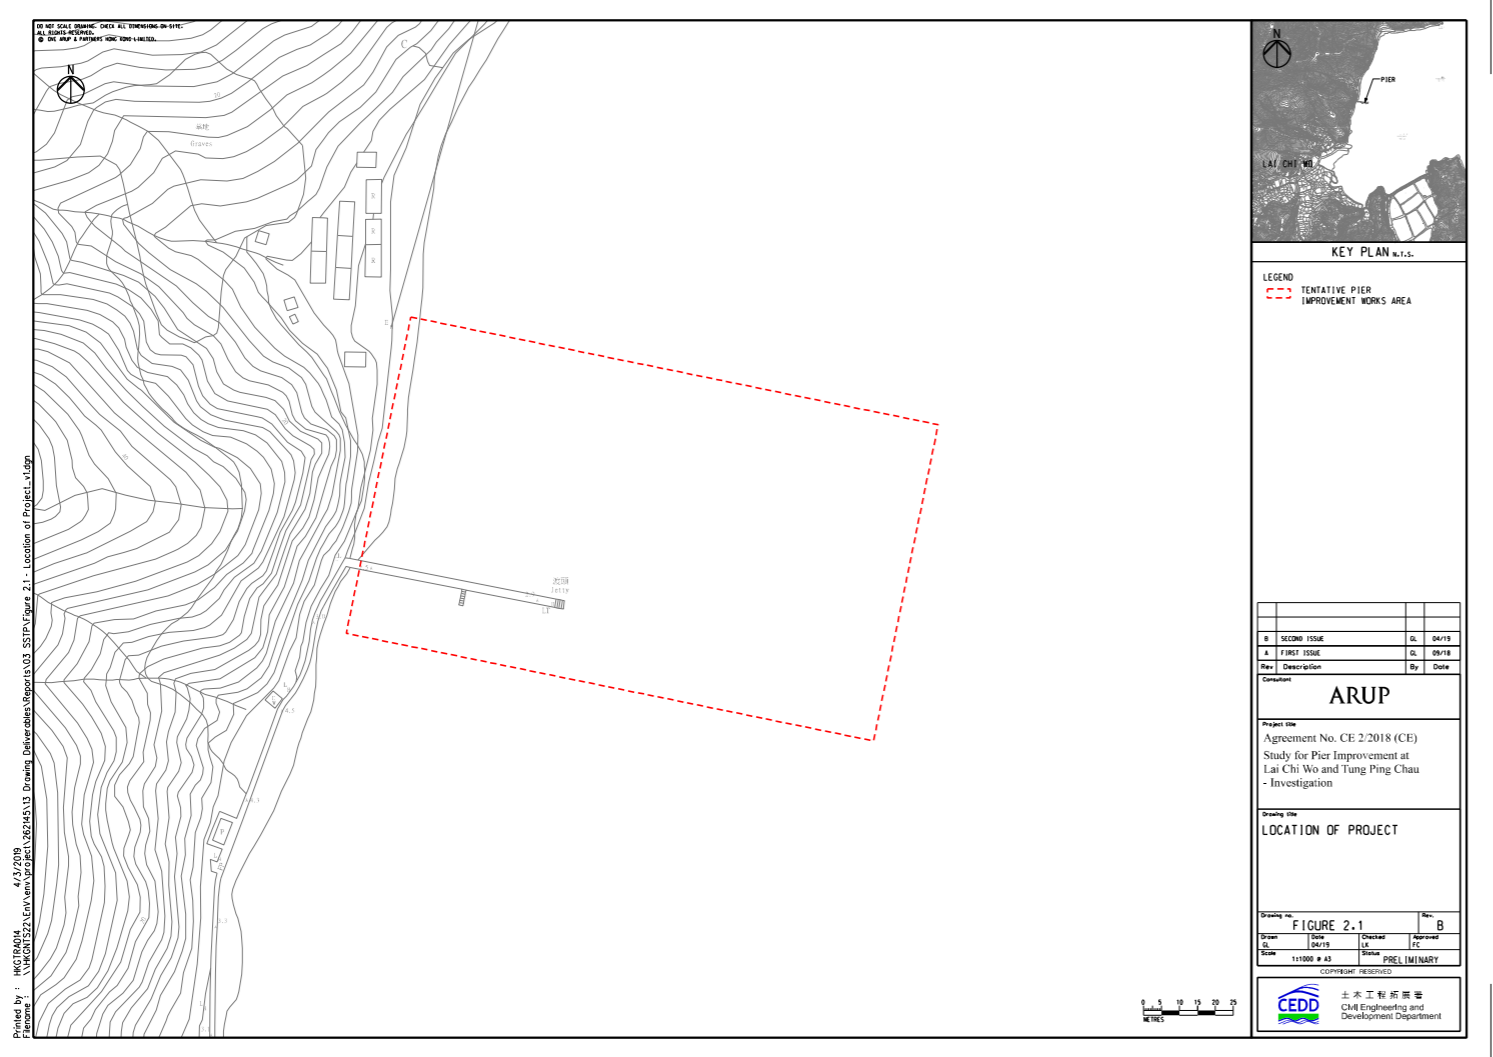 DO NOT SCALE DRAWING. CHECK ALL DIMENSIONS ON SITE.
ALL RIGHTS RESERVED.
© OVE ARUP & PARTNERS HONG KONG LIMITED.
N
C
Graves
Jetty
P
N
PIER
LAI CHI WO
KEY PLAN N.T.S.
LEGEND
TENTATIVE PIER
IMPROVEMENT WORKS AREA
B SECOND ISSUE GL 04/19
A FIRST ISSUE GL 09/18
Rev Description By Date
Consultant
ARUP
Project title
Agreement No. CE 2/2018 (CE)
Study for Pier Improvement at
Lai Chi Wo and Tung Ping Chau
- Investigation
Drawing title
LOCATION OF PROJECT
Drawing no. Rev.
FIGURE 2.1 B
Drawn Date Checked Approved
GL 04/19 LK FC
Scale Status
1:1000 @ A3 PRELIMINARY
COPYRIGHT RESERVED
CEDD
土木工程拓展署
Civil Engineering and
Development Department
0 5 10 15 20 25
METRES
Printed by : HKGTRA014 4/3/2019
Filename : \\HKGNTS22\EnV\env\project\262145\13 Drawing Deliverables\Reports\03 SSTP\Figure 2.1 - Location of Project_v1.dgn